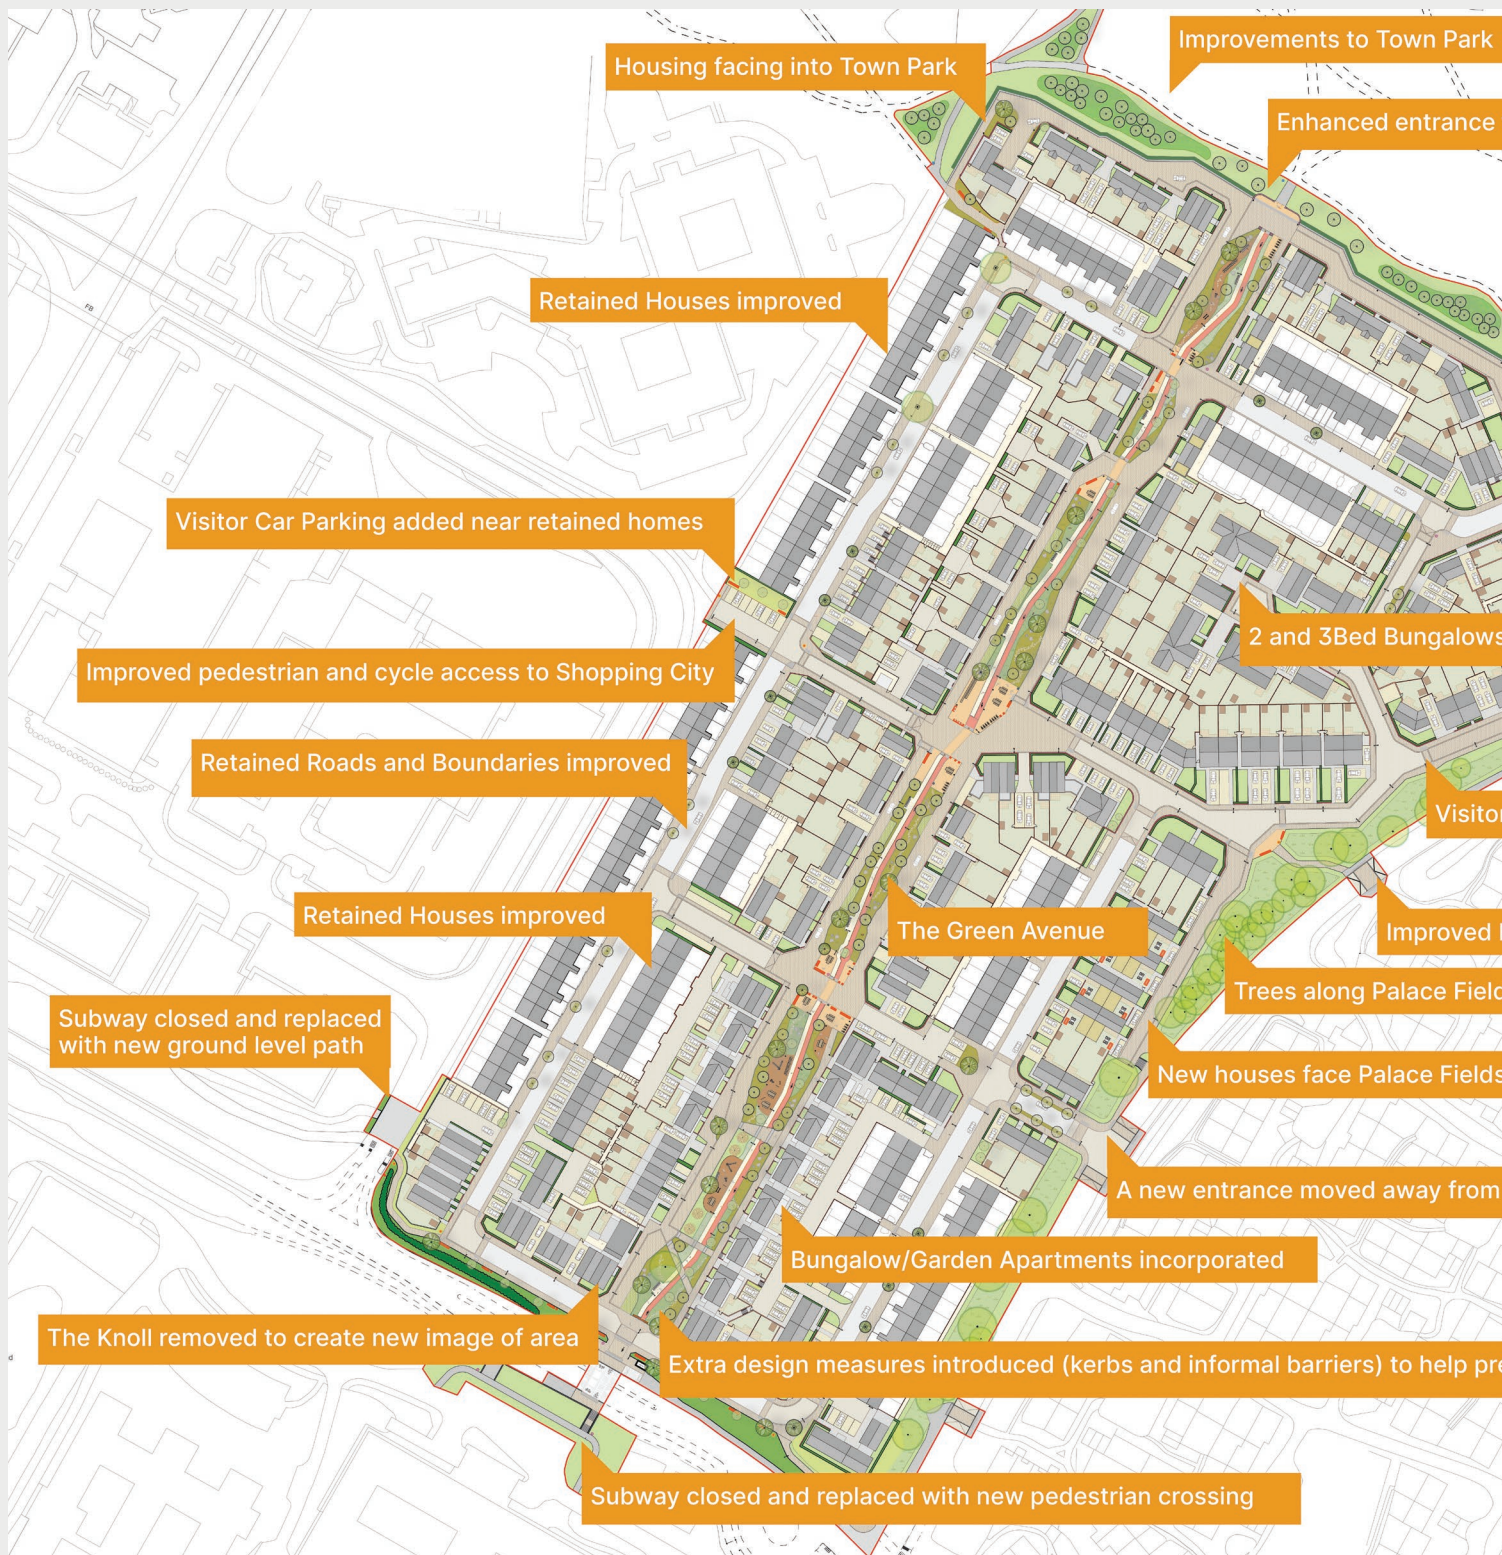 Improvements to Town Park
Housing facing into Town Park
Enhanced entrance
Retained Houses improved
FB
Visitor Car Parking added near retained homes
2 and 3Bed Bungalows
Improved pedestrian and cycle access to Shopping City
Retained Roads and Boundaries improved
Visitor
Retained Houses improved
The Green Avenue
Improved
Trees along Palace Field
Subway closed and replaced
with new ground level path
New houses face Palace Fields
A new entrance moved away from
Bungalow/Garden Apartments incorporated
The Knoll removed to create new image of area
Extra design measures introduced (kerbs and informal barriers) to help pre
Subway closed and replaced with new pedestrian crossing